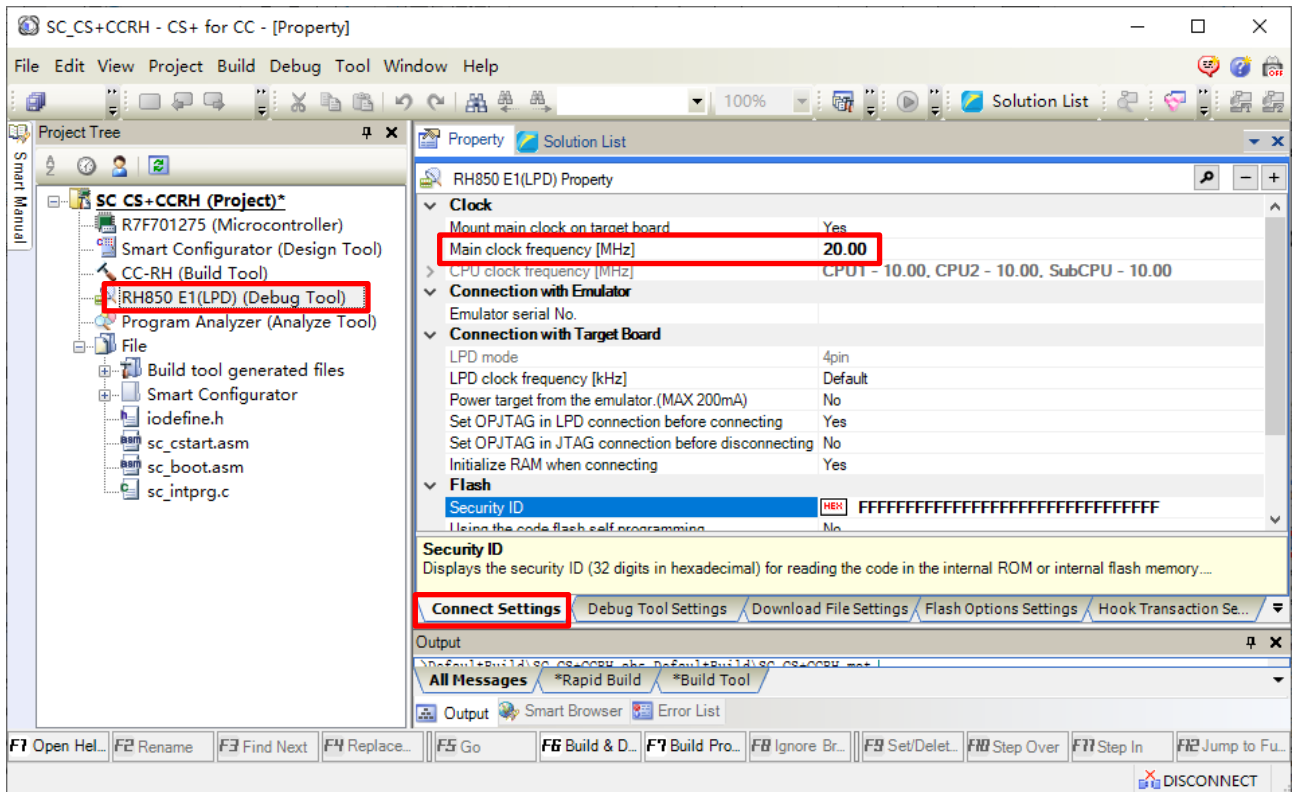 SC_CS+CCRH - CS+ for CC - [Property]
File Edit View Project Build Debug Tool Window Help
100% Solution List
Smart Manual
Project Tree
SC CS+CCRH (Project)*
R7F701275 (Microcontroller)
Smart Configurator (Design Tool)
CC-RH (Build Tool)
RH850 E1(LPD) (Debug Tool)
Program Analyzer (Analyze Tool)
File
Build tool generated files
Smart Configurator
iodefine.h
sc_cstart.asm
sc_boot.asm
sc_intprg.c
Property Solution List
RH850 E1(LPD) Property
Clock
Mount main clock on target board Yes
Main clock frequency [MHz] 20.00
CPU clock frequency [MHz] CPU1 - 10.00, CPU2 - 10.00, SubCPU - 10.00
Connection with Emulator
Emulator serial No.
Connection with Target Board
LPD mode 4pin
LPD clock frequency [kHz] Default
Power target from the emulator.(MAX 200mA) No
Set OPJTAG in LPD connection before connecting Yes
Set OPJTAG in JTAG connection before disconnecting No
Initialize RAM when connecting Yes
Flash
Security ID HEX FFFFFFFFFFFFFFFFFFFFFFFFFFFFFFFF
Using the code flash self programming No
Security ID
Displays the security ID (32 digits in hexadecimal) for reading the code in the internal ROM or internal flash memory....
Connect Settings Debug Tool Settings Download File Settings Flash Options Settings Hook Transaction Se...
Output
>DefaultBuild\SC_CS+CCRH.abs DefaultBuild\SC_CS+CCRH.mot
All Messages *Rapid Build *Build Tool
Output Smart Browser Error List
F1 Open Hel... F2 Rename F3 Find Next F4 Replace... F5 Go F6 Build & D... F7 Build Pro... F8 Ignore Br... F9 Set/Delet... F10 Step Over F11 Step In F12 Jump to Fu...
DISCONNECT